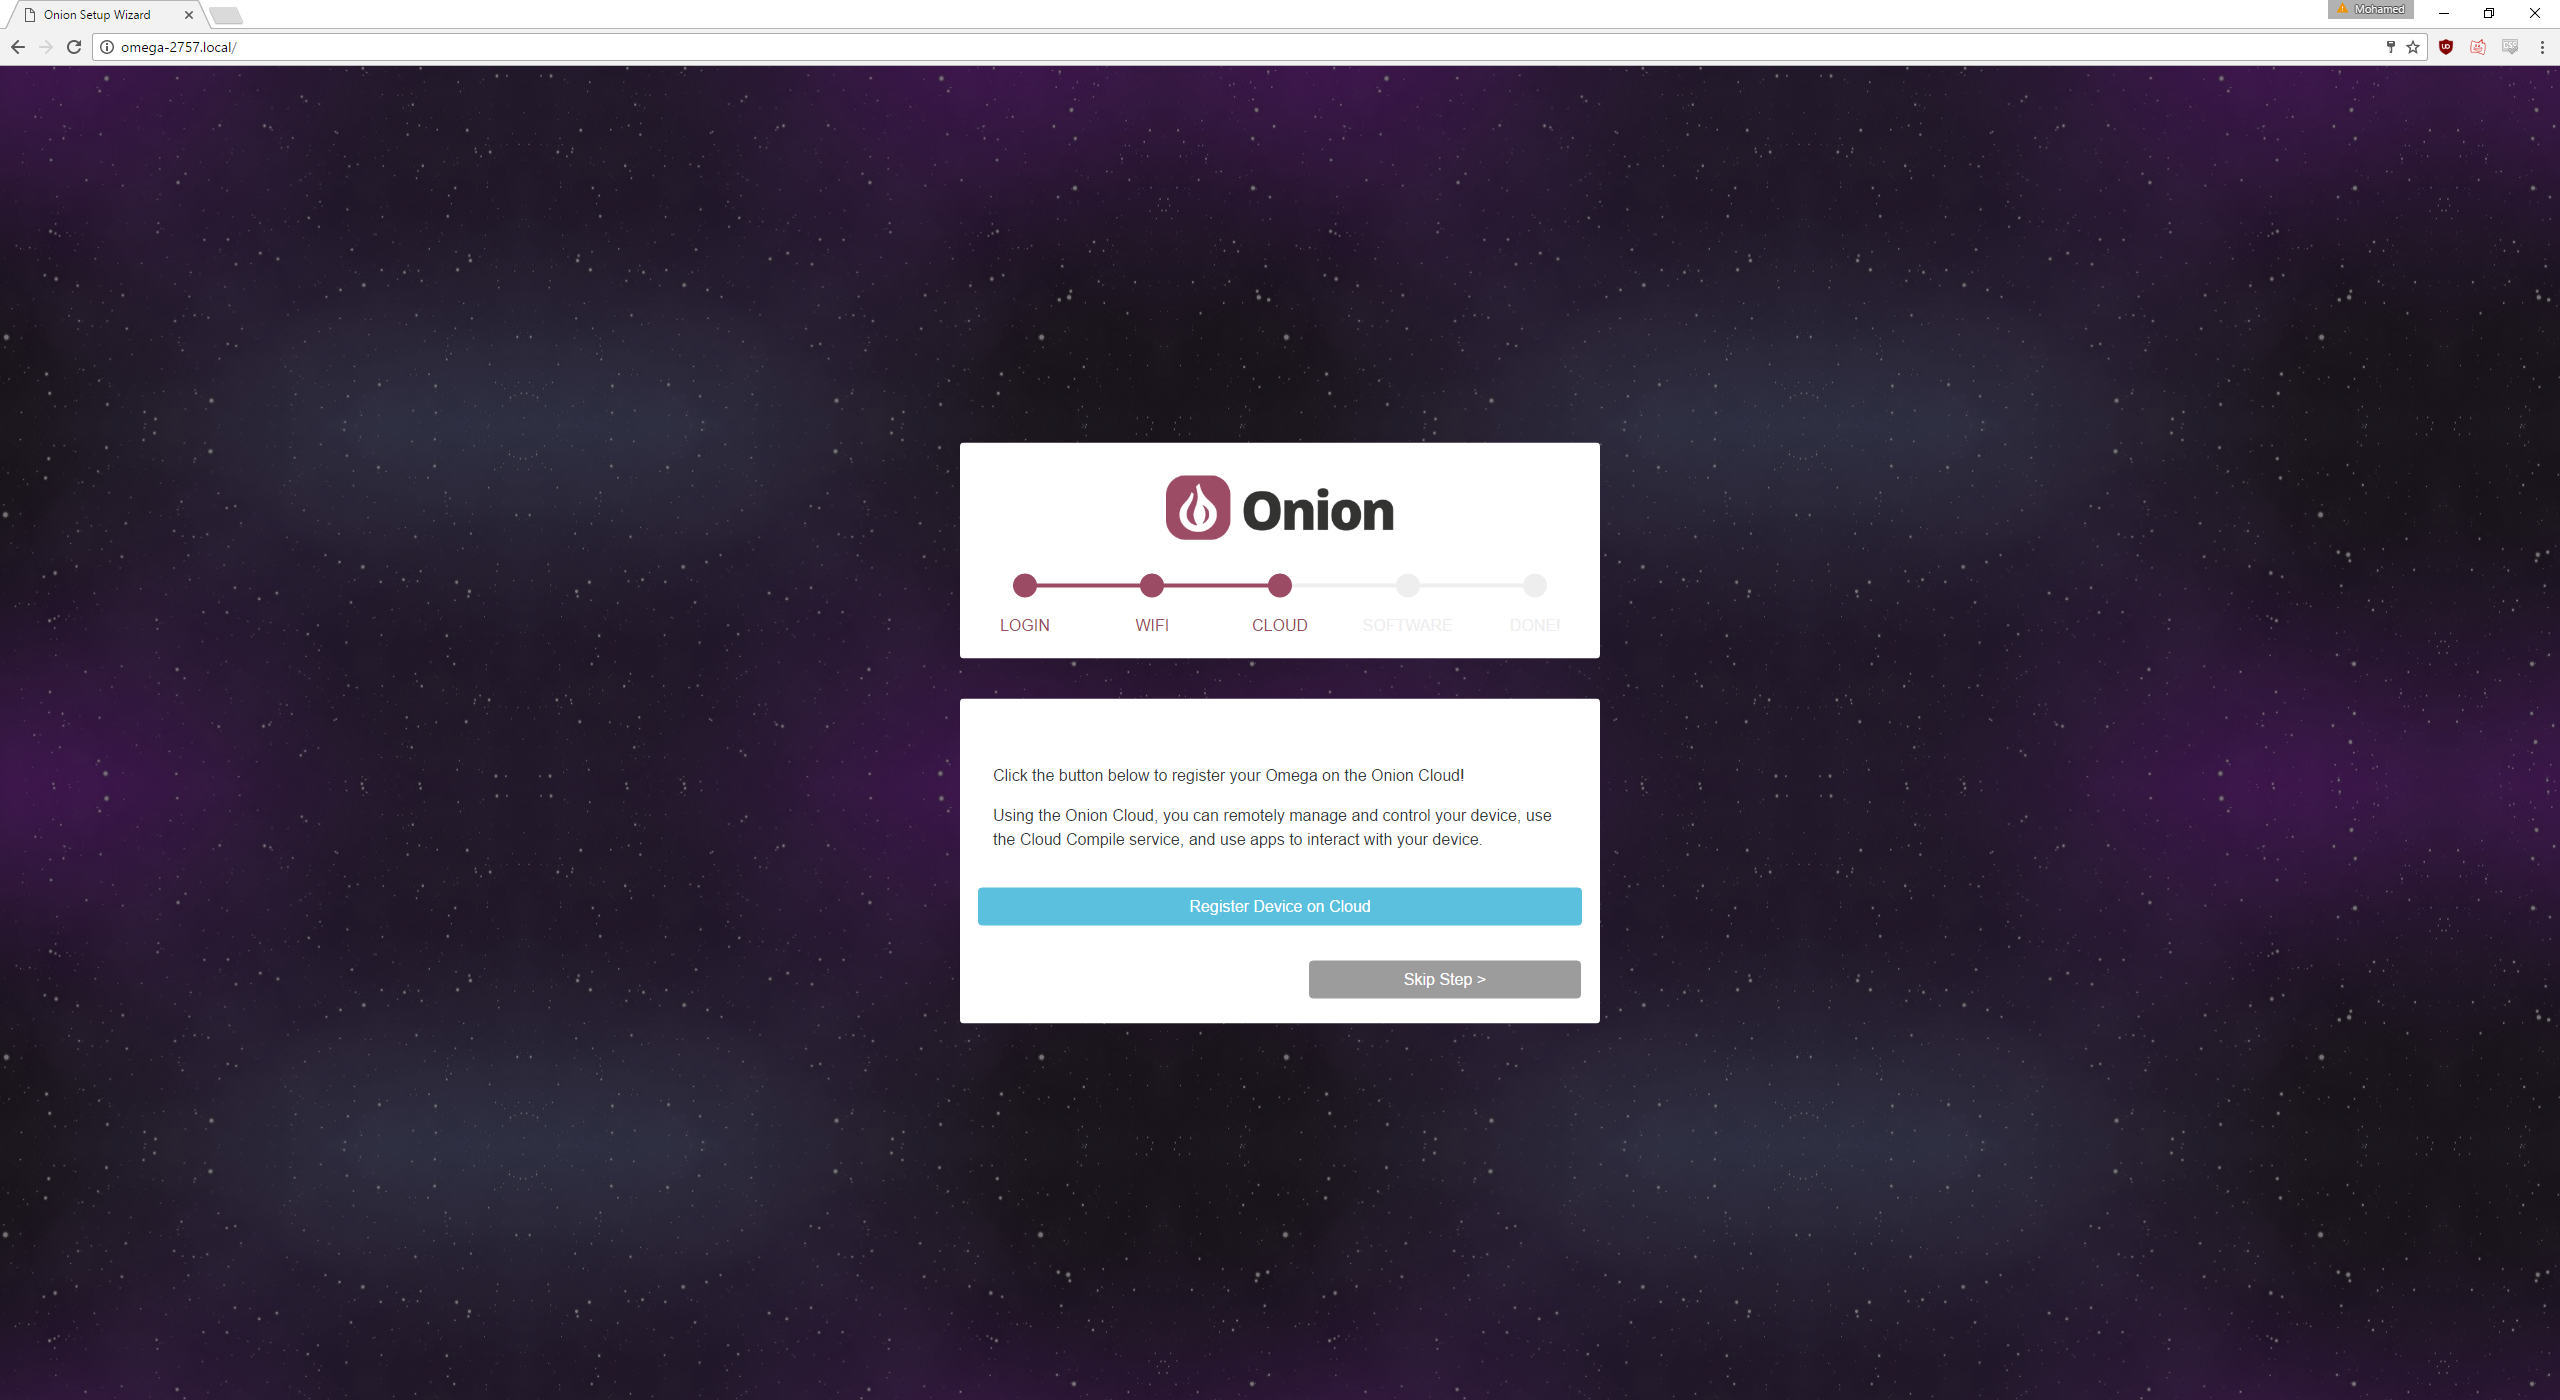 Onion Setup Wizard
Mohamed
omega-2757.local/
Onion
LOGIN
WIFI
CLOUD
SOFTWARE
DONE!
Click the button below to register your Omega on the Onion Cloud!
Using the Onion Cloud, you can remotely manage and control your device, use
the Cloud Compile service, and use apps to interact with your device.
Register Device on Cloud
Skip Step >